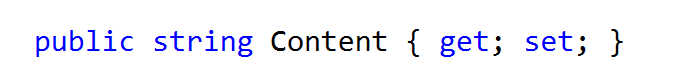 public string Content { get; set; }